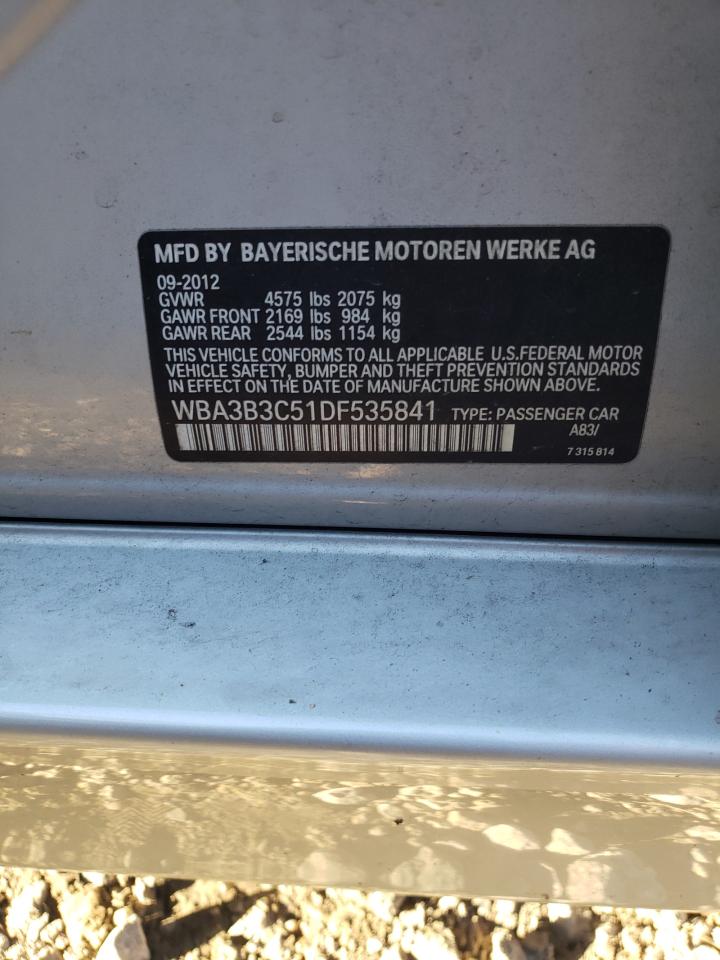 MFD BY BAYERISCHE MOTOREN WERKE AG
09-2012
GVWR 4575 lbs 2075 kg
GAWR FRONT 2169 lbs 984 kg
GAWR REAR 2544 lbs 1154 kg
THIS VEHICLE CONFORMS TO ALL APPLICABLE U.S.FEDERAL MOTOR
VEHICLE SAFETY, BUMPER AND THEFT PREVENTION STANDARDS
IN EFFECT ON THE DATE OF MANUFACTURE SHOWN ABOVE.
WBA3B3C51DF535841 TYPE: PASSENGER CAR
A83/
7 315 814